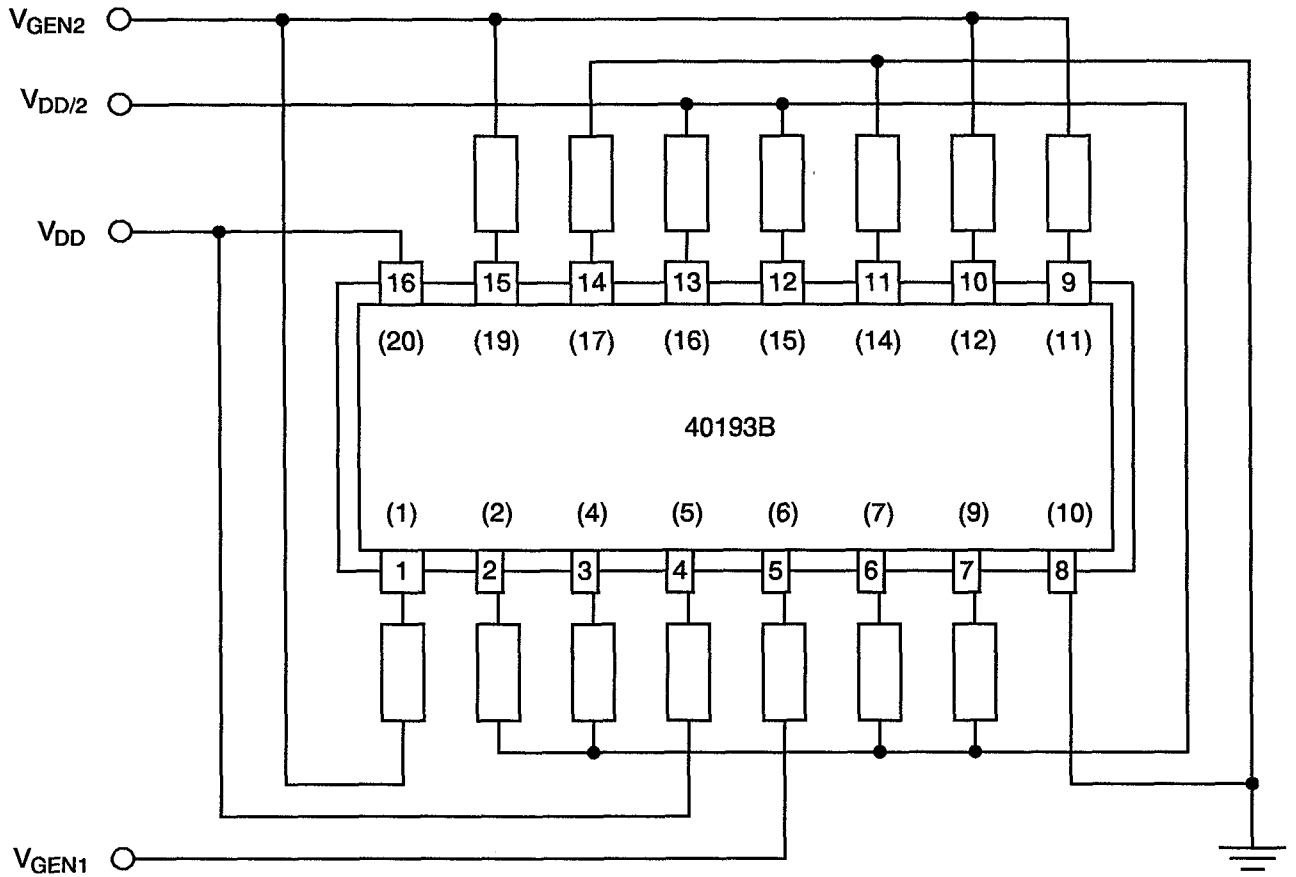 VGEN2
VDD/2
VDD
16 15 14 13 12 11 10 9
(20) (19) (17) (16) (15) (14) (12) (11)
40193B
(1) (2) (4) (5) (6) (7) (9) (10)
1 2 3 4 5 6 7 8
VGEN1